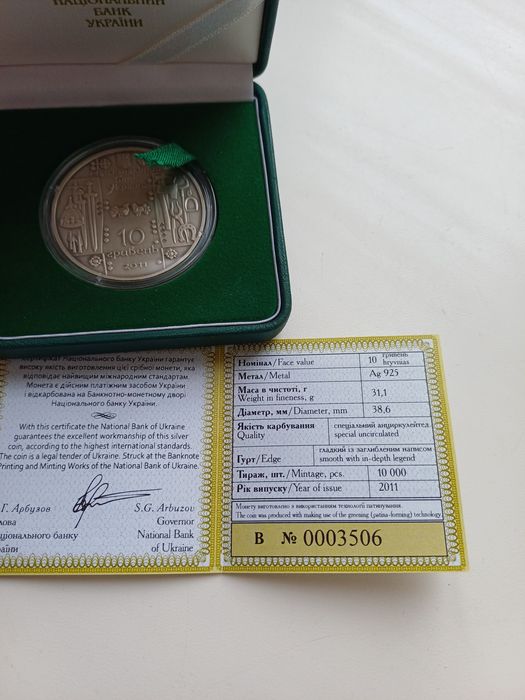 НАЦІОНАЛЬНИЙ
БАНК
УКРАЇНИ
10
гривень
2011
Сертифікат Національного банку України гарантує
високу якість виготовлення цієї срібної монети, яка
відповідає найвищим міжнародним стандартам.
Монета є дійсним платіжним засобом України
і відкарбована на Банкнотно-монетному дворі
Національного банку України.
With this certificate the National Bank of Ukraine
guarantees the excellent workmanship of this silver
coin, according to the highest international standards.
The coin is a legal tender of Ukraine. Struck at the Banknote
Printing and Minting Works of the National Bank of Ukraine.
Г. Арбузов S.G. Arbuzov
лова Governor
ціонального банку National Bank
аїни of Ukraine
Номінал/Face value 10 гривень hryvnias
Метал/Metal Ag 925
Маса в чистоті, г
Weight in fineness, g 31,1
Діаметр, мм/Diameter, mm 38,6
Якість карбування спеціальний анциркулейтед
Quality special uncirculated
Гурт/Edge гладкий із заглибленим написом
smooth with in-depth legend
Тираж, шт./Mintage, pcs. 10 000
Рік випуску/Year of issue 2011
Монету виготовлено з використанням технології патинування.
The coin was produced with making use of the greening (patina-forming) technology
В № 0003506